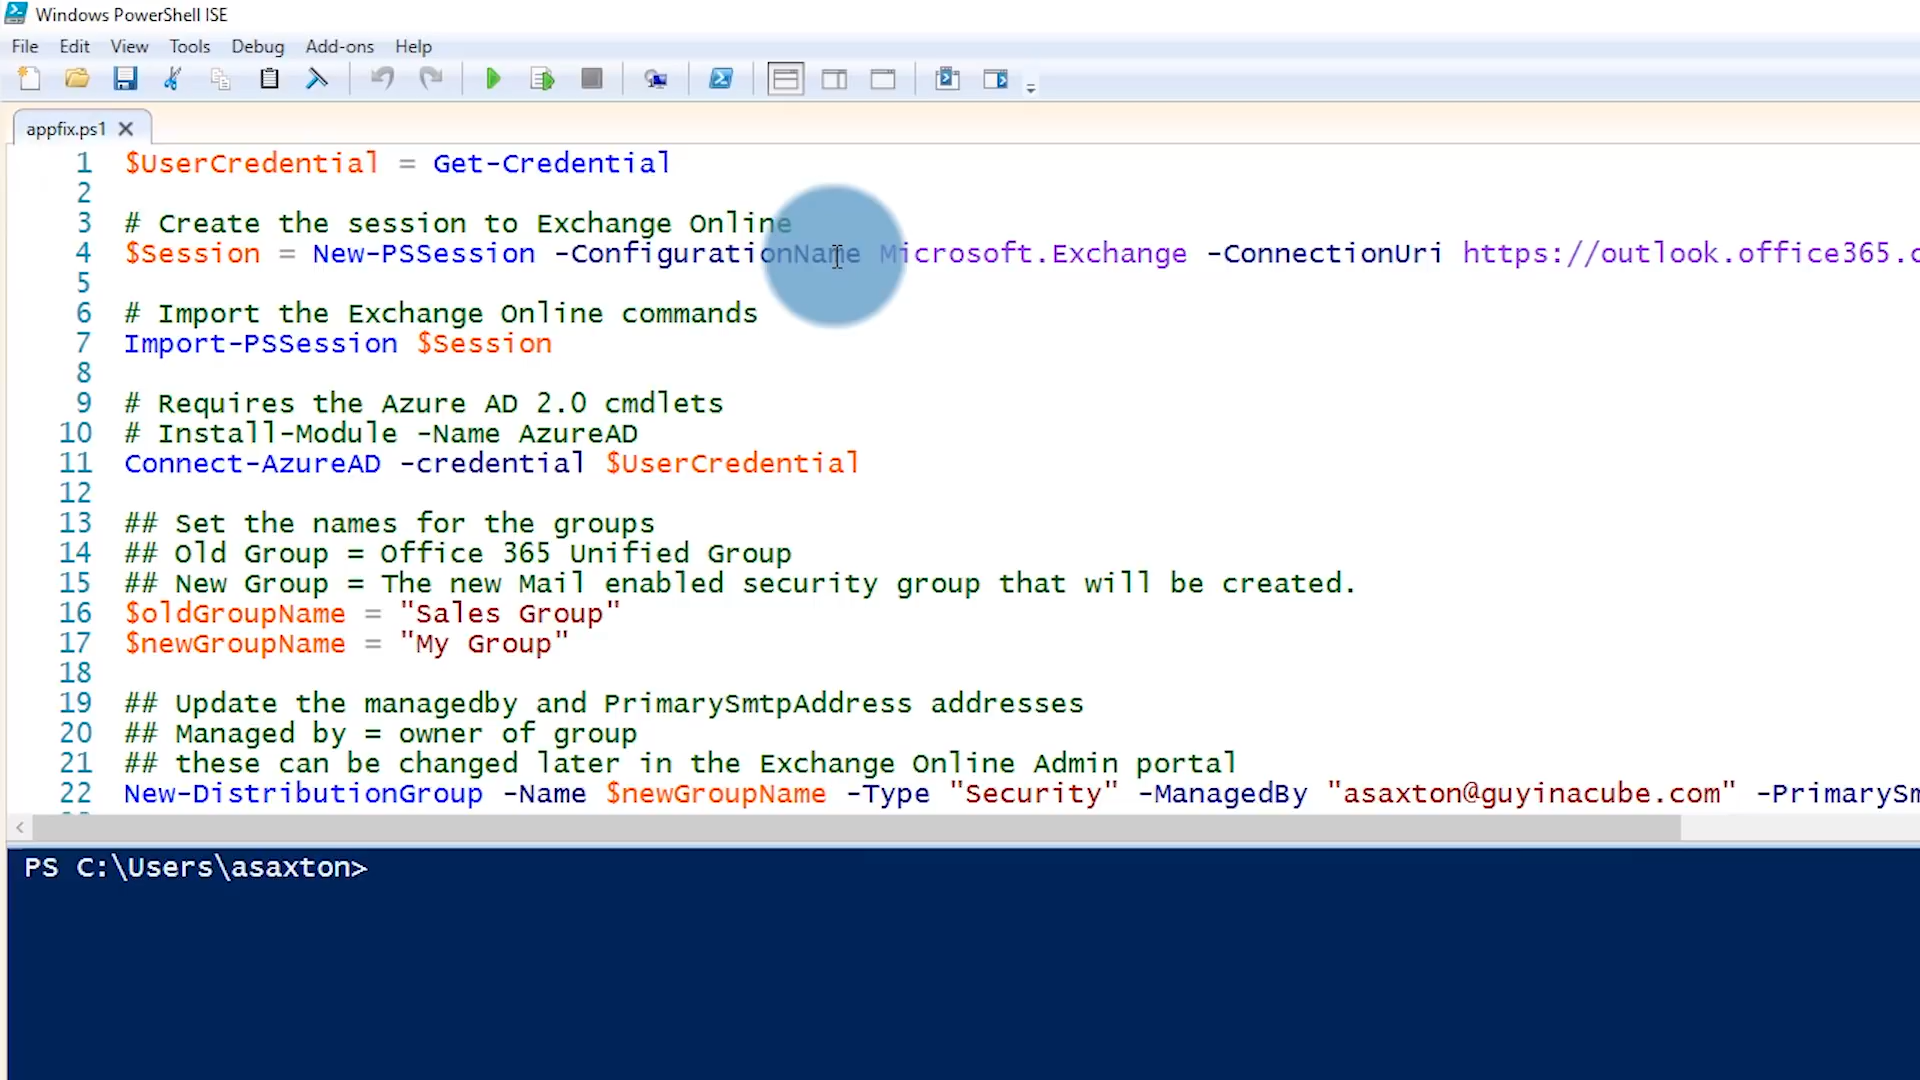 Windows PowerShell ISE
File Edit View Tools Debug Add-ons Help
appfix.ps1
1 $UserCredential = Get-Credential
2
3 # Create the session to Exchange Online
4 $Session = New-PSSession -ConfigurationName Microsoft.Exchange -ConnectionUri https://outlook.office365.c
5
6 # Import the Exchange Online commands
7 Import-PSSession $Session
8
9 # Requires the Azure AD 2.0 cmdlets
10 # Install-Module -Name AzureAD
11 Connect-AzureAD -credential $UserCredential
12
13 ## Set the names for the groups
14 ## Old Group = Office 365 Unified Group
15 ## New Group = The new Mail enabled security group that will be created.
16 $oldGroupName = "Sales Group"
17 $newGroupName = "My Group"
18
19 ## Update the managedby and PrimarySmtpAddress addresses
20 ## Managed by = owner of group
21 ## these can be changed later in the Exchange Online Admin portal
22 New-DistributionGroup -Name $newGroupName -Type "Security" -ManagedBy "asaxton@guyinacube.com" -PrimarySm
PS C:\Users\asaxton>